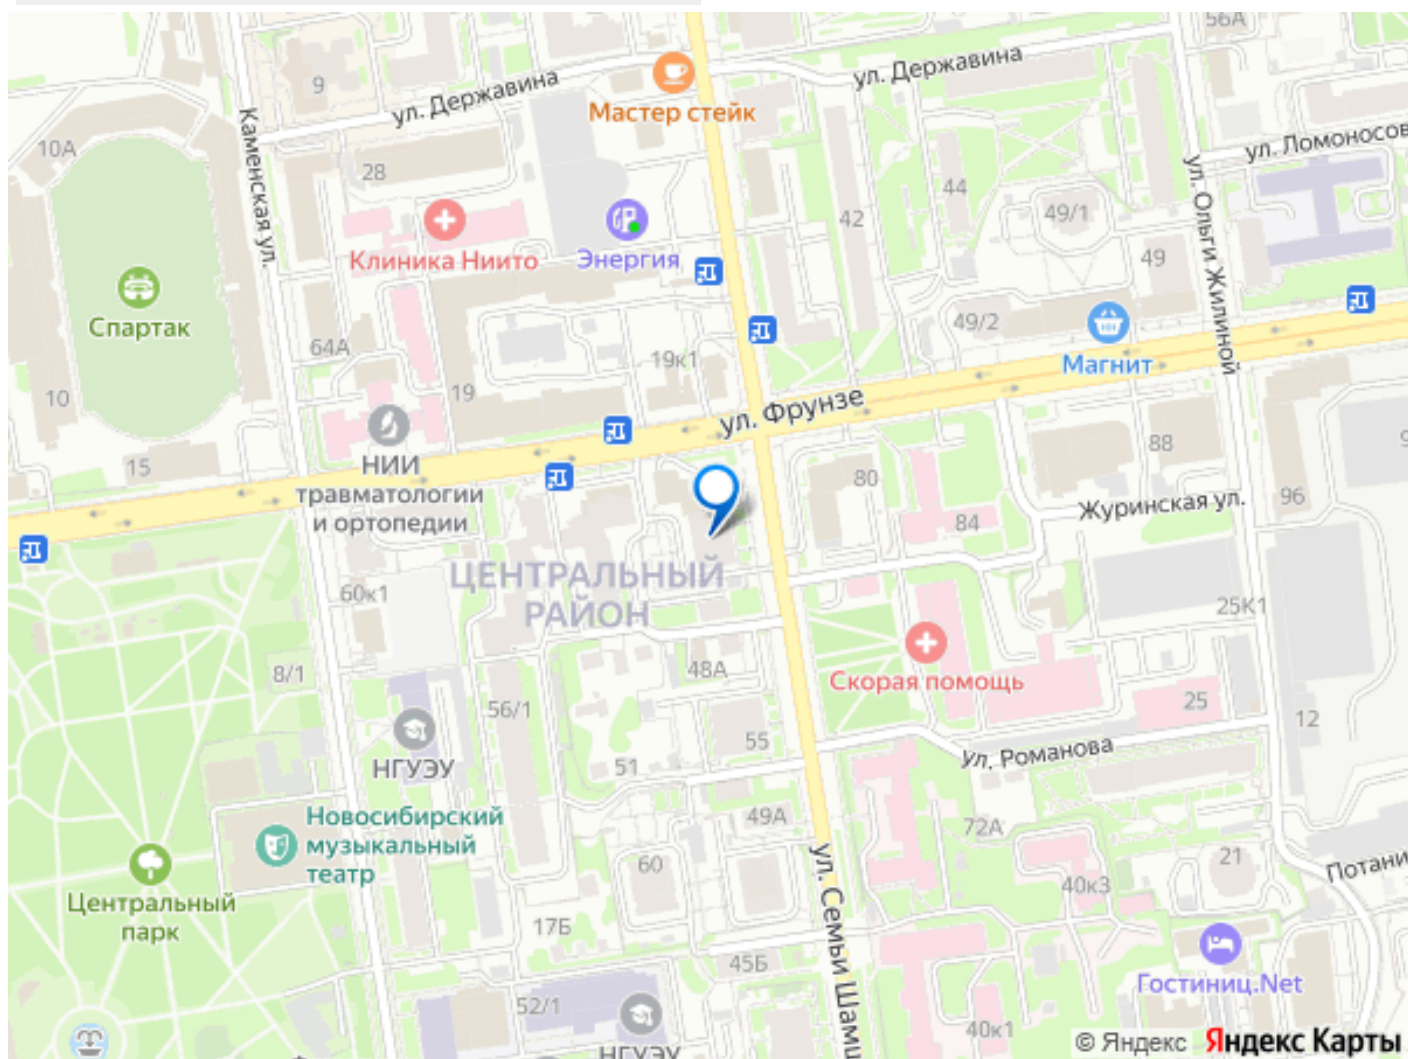 56А
ул. Державина
9
ул. Державина
Мастер стейк
10А
Каменская ул.
28
ул. Ломоносов
ул. Ольги Жилиной
44
49/1
42
Клиника Ниито
Энергия
49
Спартак
64А
49/2
Магнит
19к1
19
10
ул. Фрунзе
15
НИИ
травматологии
и ортопедии
88
80
96
Журинская ул.
84
ЦЕНТРАЛЬНЫЙ
РАЙОН
60к1
25К1
8/1
48А
Скорая помощь
56/1
25
12
55
ул. Романова
51
НГУЭУ
Новосибирский
музыкальный
театр
49А
72А
ул. Семьи Шамш
60
21
40к3
Потани
Центральный
парк
17Б
45Б
Гостиниц.Net
52/1
40к1
НГУЭУ
© Яндекс Яндекс Карты